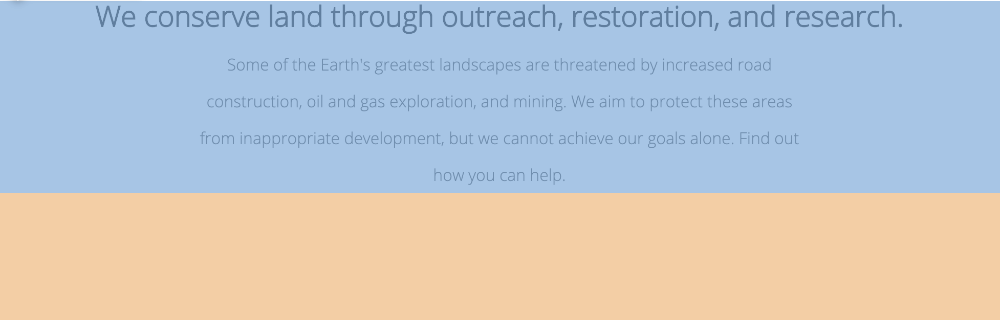 We conserve land through outreach, restoration, and research.
Some of the Earth's greatest landscapes are threatened by increased road
construction, oil and gas exploration, and mining. We aim to protect these areas
from inappropriate development, but we cannot achieve our goals alone. Find out
how you can help.